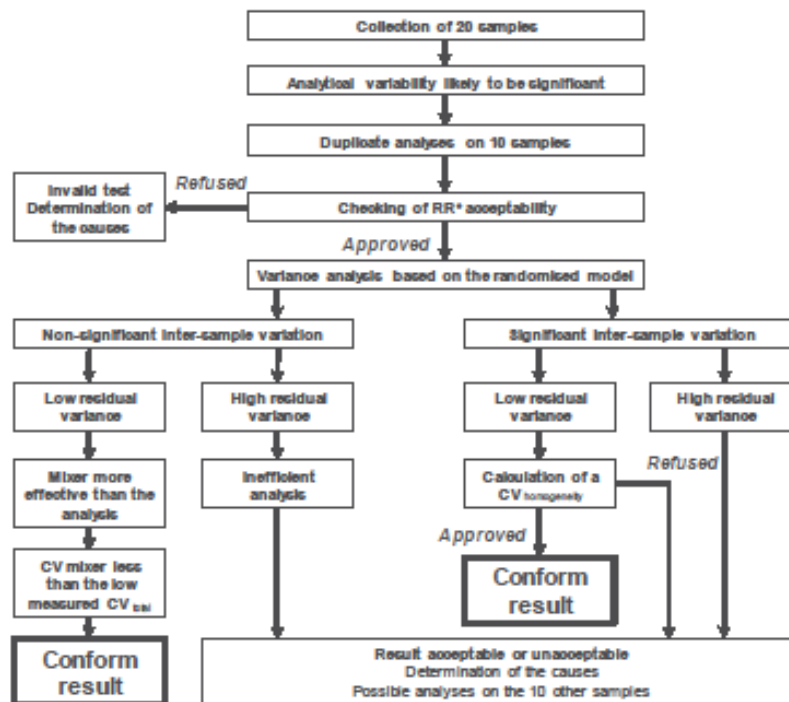 Collection of 20 samples
Analytical variability likely to be significant
Duplicate analyses on 10 samples
Refused
Invalid test
Determination of
the causes
Checking of RR* acceptability
Approved
Variance analysis based on the randomised model
Non-significant inter-sample variation
Significant inter-sample variation
Low residual
variance
High residual
variance
Low residual
variance
High residual
variance
Mixer more
effective than the
analysis
Inefficient
analysis
Calculation of a
CV homogeneity
Refused
Approved
CV mixer less
than the low
measured CV
Conform
result
Conform
result
Result acceptable or unacceptable
Determination of the causes
Possible analyses on the 10 other samples